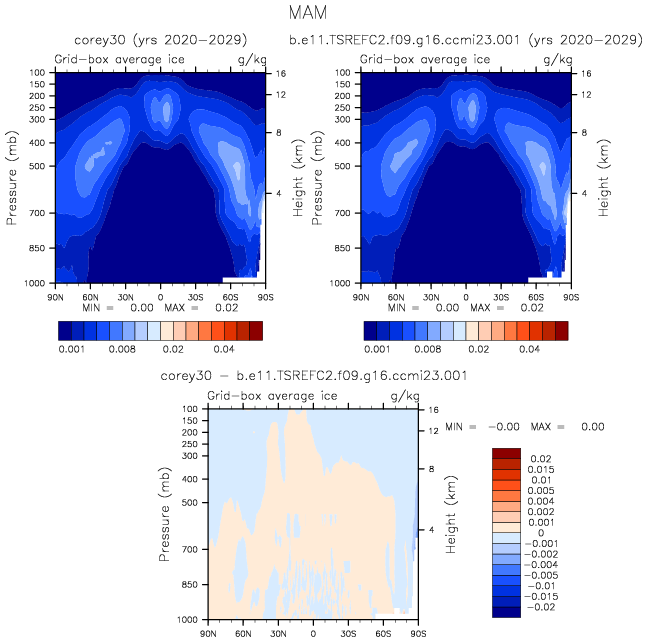 MAM
corey30 (yrs 2020-2029)
b.e11.TSREFC2.f09.g16.ccmi23.001 (yrs 2020-2029)
Grid-box average ice g/kg
Grid-box average ice g/kg
100 150 200 250 300 400 500 700 850 1000
Pressure (mb)
16 12 8 4
Height (km)
90N 60N 30N 0 30S 60S 90S
MIN = 0.00 MAX = 0.02
0.001 0.008 0.02 0.04
100 150 200 250 300 400 500 700 850 1000
Pressure (mb)
16 12 8 4
Height (km)
90N 60N 30N 0 30S 60S 90S
MIN = 0.00 MAX = 0.02
0.001 0.008 0.02 0.04
corey30 - b.e11.TSREFC2.f09.g16.ccmi23.001
Grid-box average ice g/kg
100 150 200 250 300 400 500 700 850 1000
Pressure (mb)
16 12 8 4
Height (km)
90N 60N 30N 0 30S 60S 90S
MIN = -0.00 MAX = 0.00
0.02
0.015
0.01
0.005
0.004
0.002
0.001
0
-0.001
-0.002
-0.004
-0.005
-0.01
-0.015
-0.02